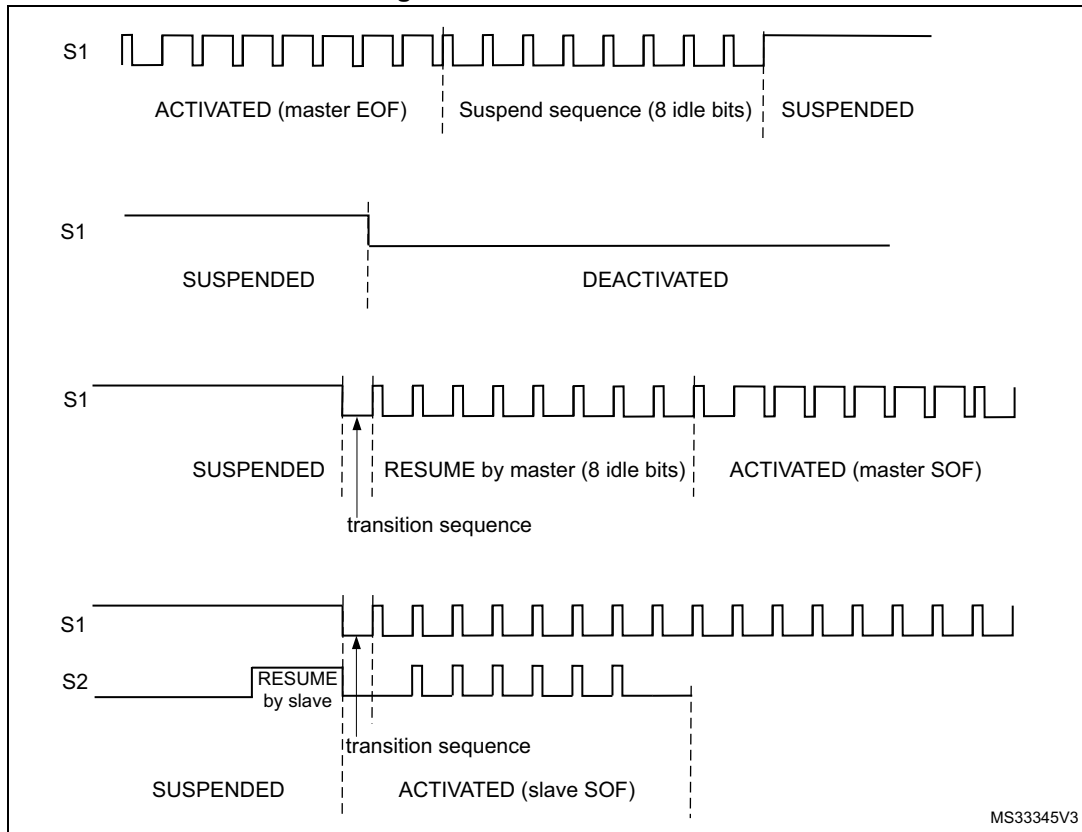 S1
ACTIVATED (master EOF) Suspend sequence (8 idle bits) SUSPENDED
S1
SUSPENDED DEACTIVATED
S1
SUSPENDED RESUME by master (8 idle bits) ACTIVATED (master SOF)
transition sequence
S1
S2
RESUME
by slave
transition sequence
SUSPENDED ACTIVATED (slave SOF)
MS33345V3